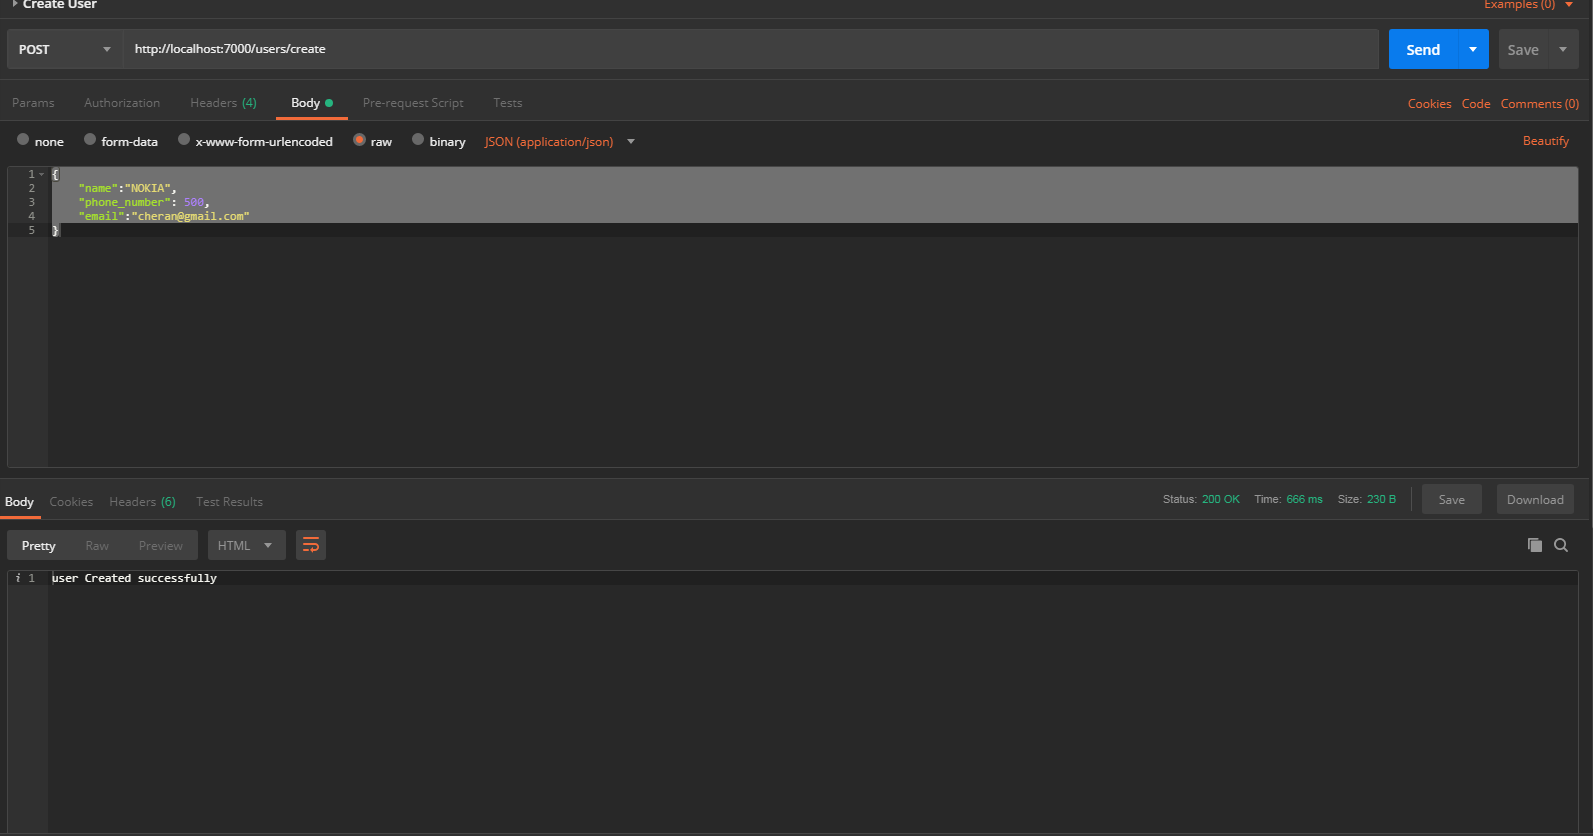 Create User
Examples (0)
POST
http://localhost:7000/users/create
Send
Save
Params
Authorization
Headers (4)
Body
Pre-request Script
Tests
Cookies
Code
Comments (0)
none
form-data
x-www-form-urlencoded
raw
binary
JSON (application/json)
Beautify
1 {
2 "name":"NOKIA",
3 "phone_number": 500,
4 "email":"cheran@gmail.com"
5 }
Body
Cookies
Headers (6)
Test Results
Status: 200 OK
Time: 666 ms
Size: 230 B
Save
Download
Pretty
Raw
Preview
HTML
i 1 user Created successfully